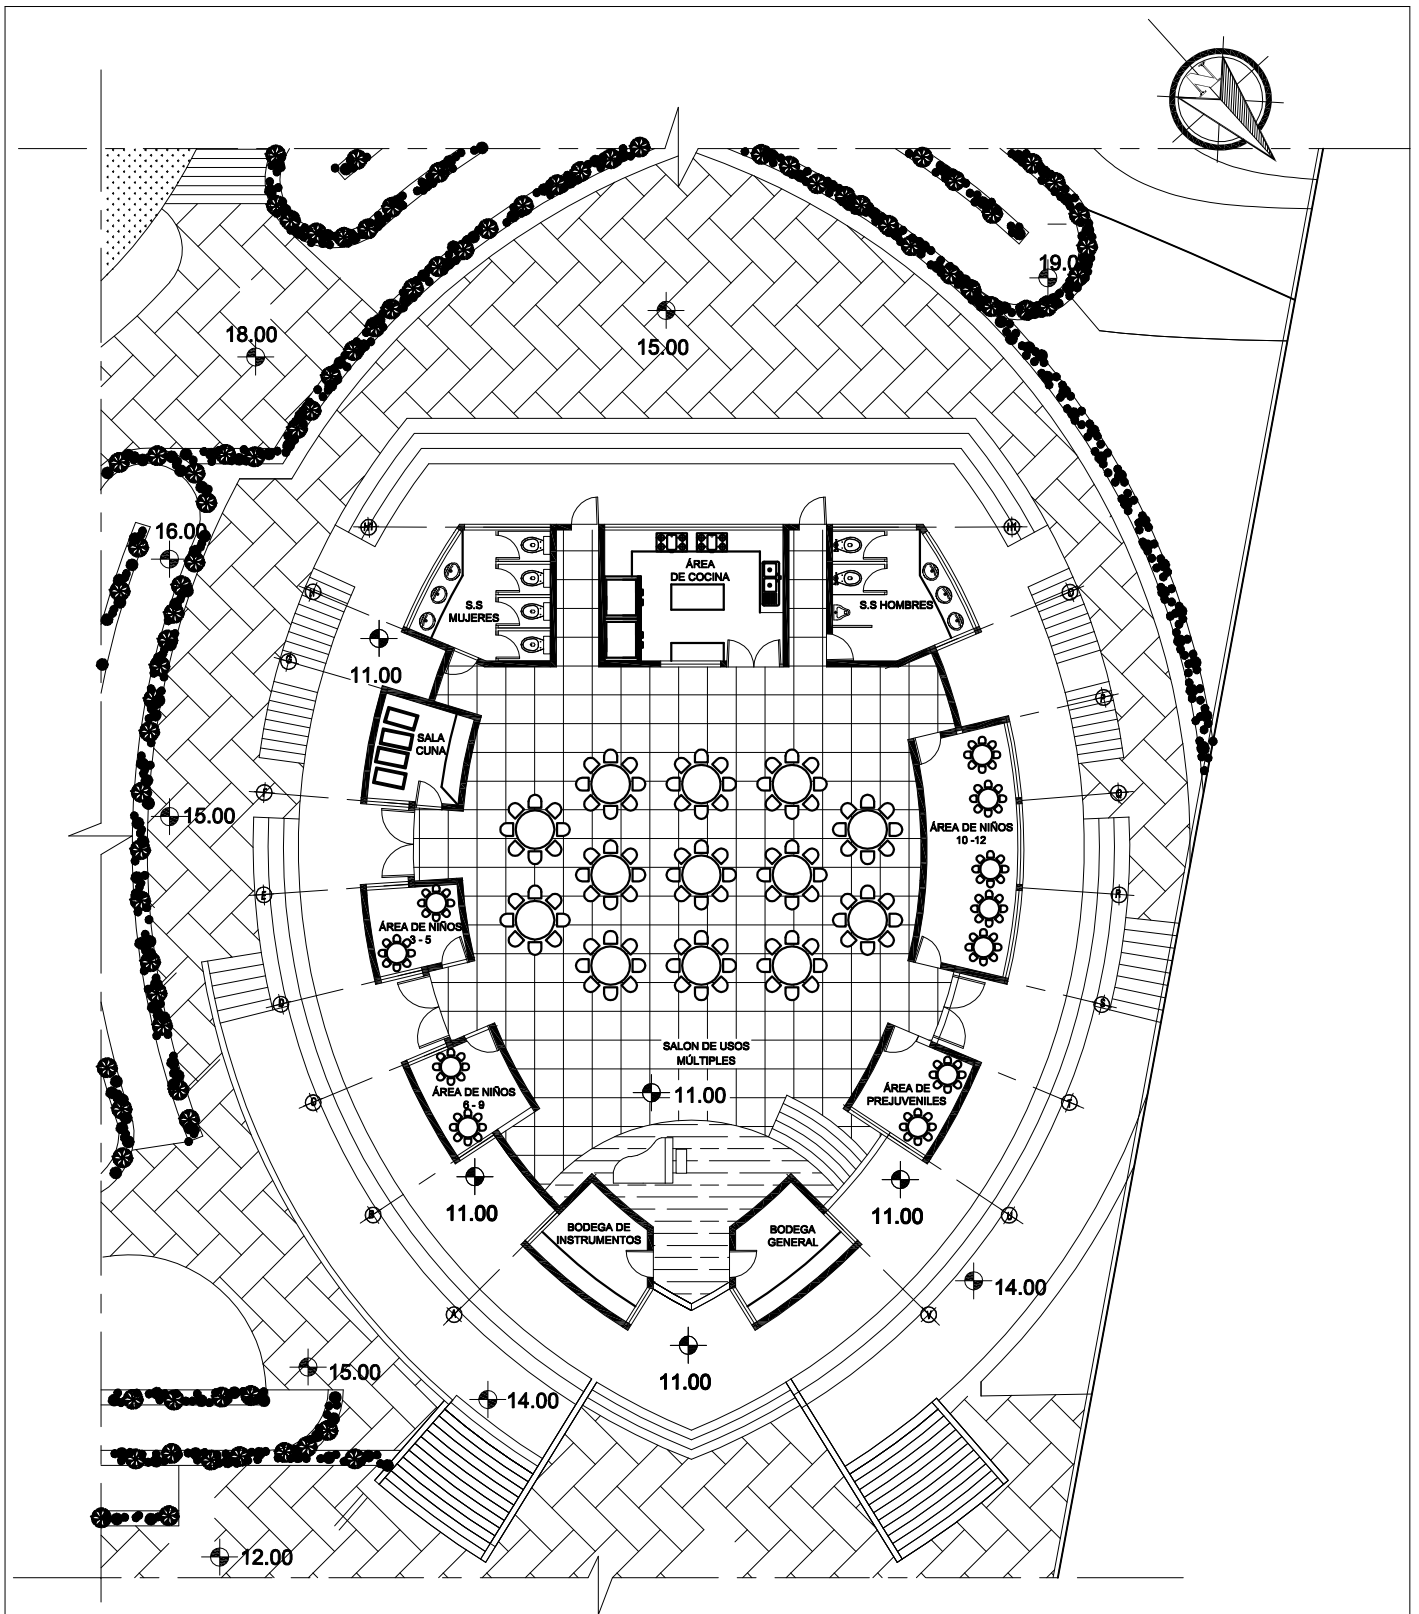 N
19.0
18.00
15.00
16.00
ÁREA
DE COCINA
S.S
MUJERES
S.S HOMBRES
11.00
SALA
CUNA
15.00
ÁREA DE NIÑOS
10 -12
ÁREA DE NIÑOS
3 - 5
SALON DE USOS
MÚLTIPLES
11.00
ÁREA DE NIÑOS
6 - 9
ÁREA DE
PREJUVENILES
11.00
11.00
BODEGA DE
INSTRUMENTOS
BODEGA
GENERAL
14.00
15.00
11.00
14.00
12.00